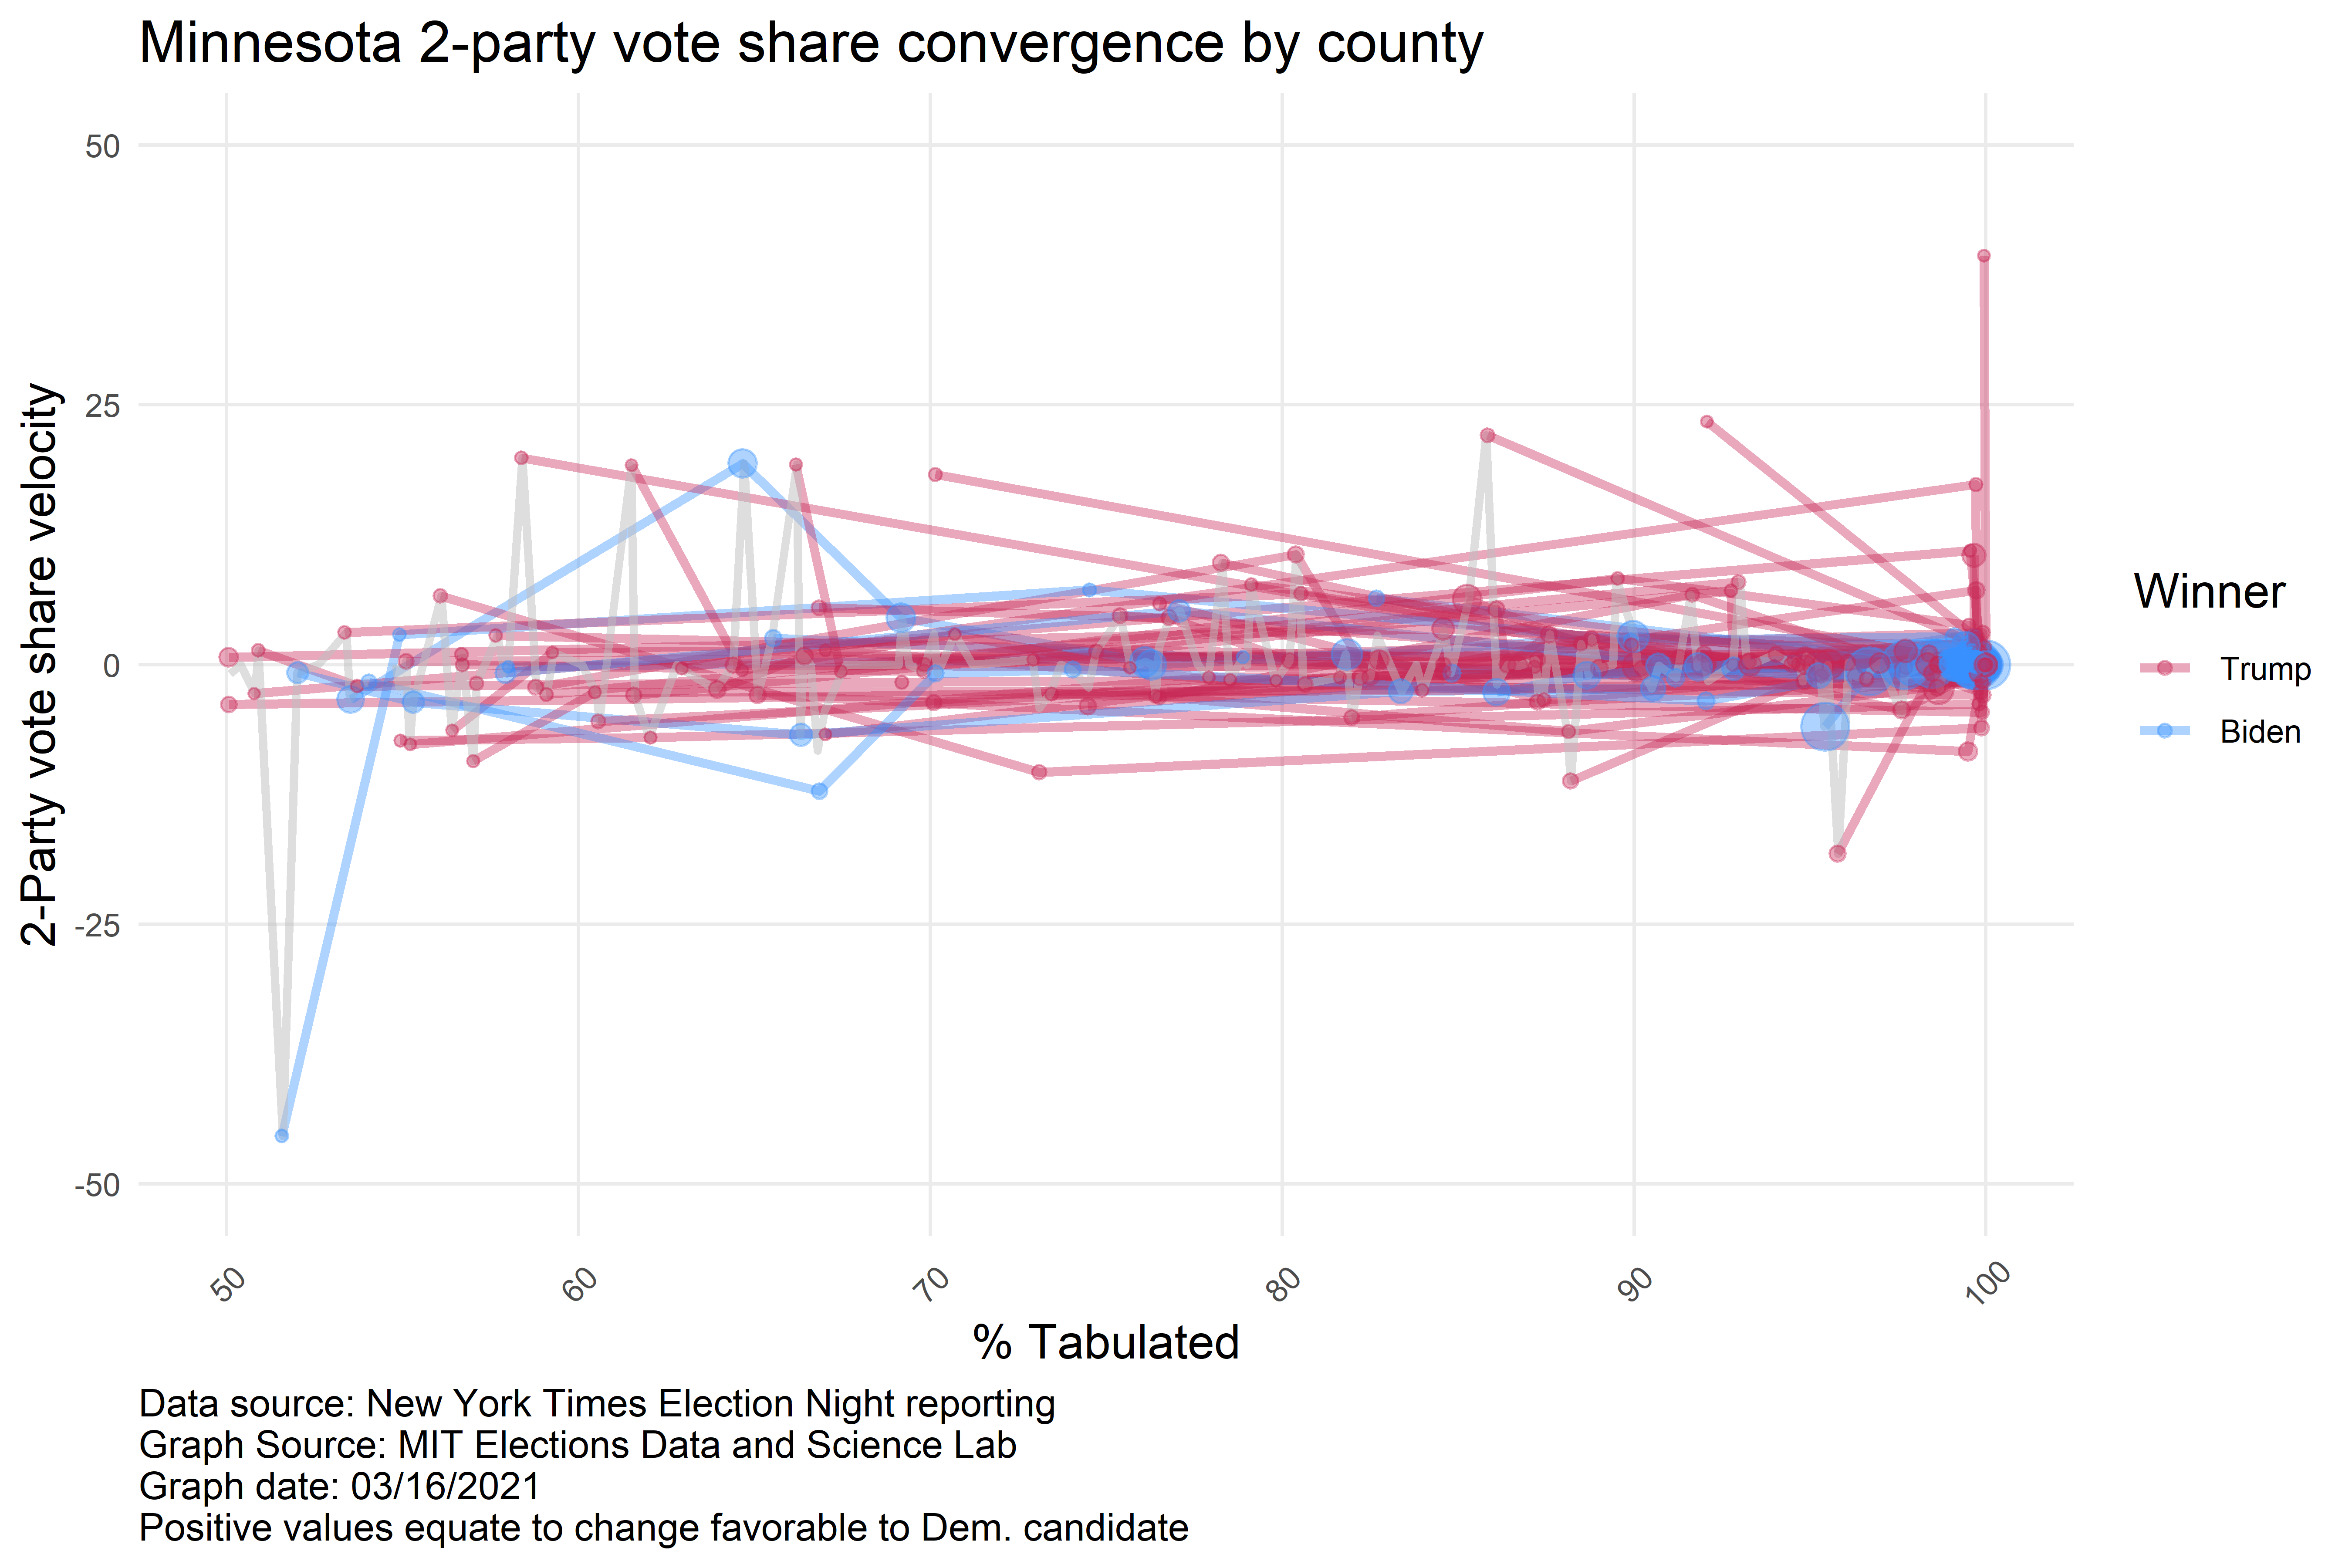 Minnesota 2-party vote share convergence by county
2-Party vote share velocity
50
25
0
-25
-50
50
60
70
80
90
100
% Tabulated
Winner
Trump
Biden
Data source: New York Times Election Night reporting
Graph Source: MIT Elections Data and Science Lab
Graph date: 03/16/2021
Positive values equate to change favorable to Dem. candidate